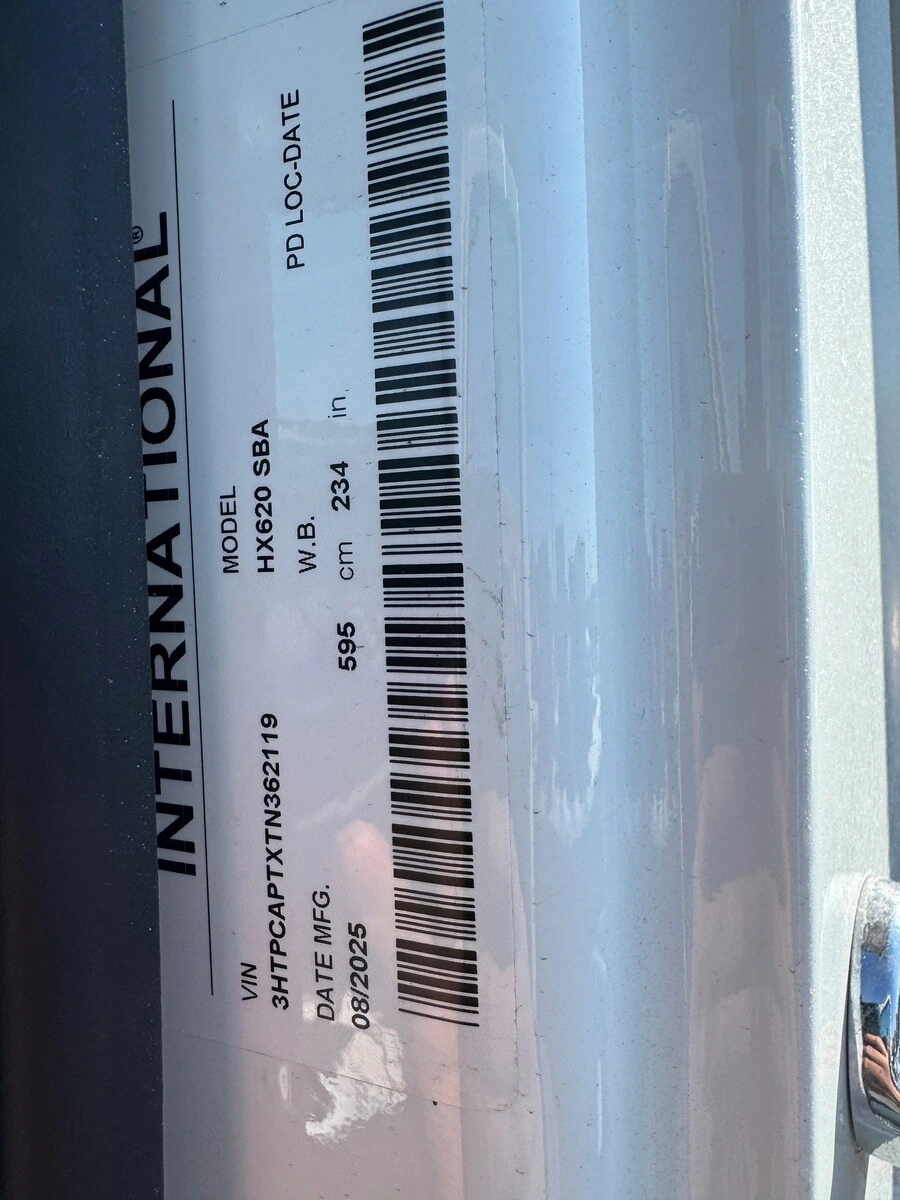 INTERNATIONAL®
VIN MODEL
3HTPCAPTXTN362119 HX620 SBA
DATE MFG. W.B. PD LOC-DATE
08/2025 595 cm 234 in.